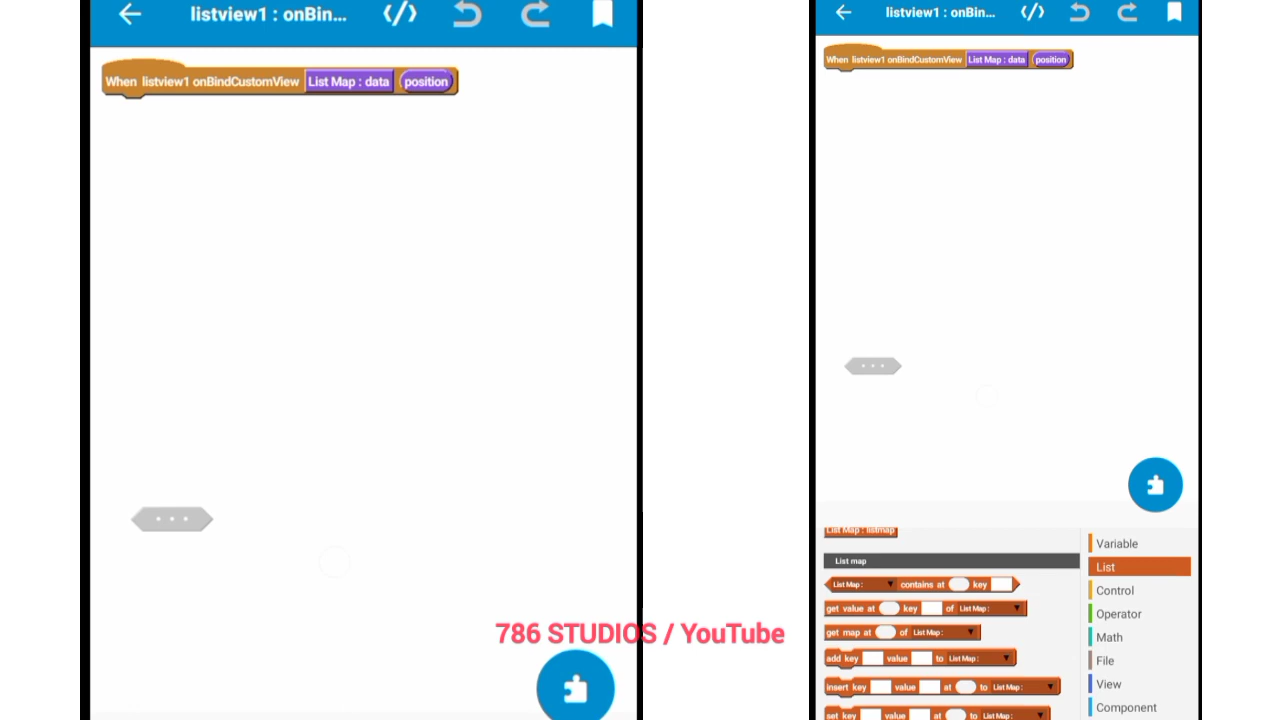 listview1 : onBin...
When listview1 onBindCustomView List Map : data position
786 STUDIOS / YouTube
listview1 : onBin...
When listview1 onBindCustomView List Map : data position
List Map : listmap
List map
List Map : contains at key
get value at key of List Map :
get map at of List Map :
add key value to List Map :
insert key value at to List Map :
set key value at to List Map :
Variable
List
Control
Operator
Math
File
View
Component